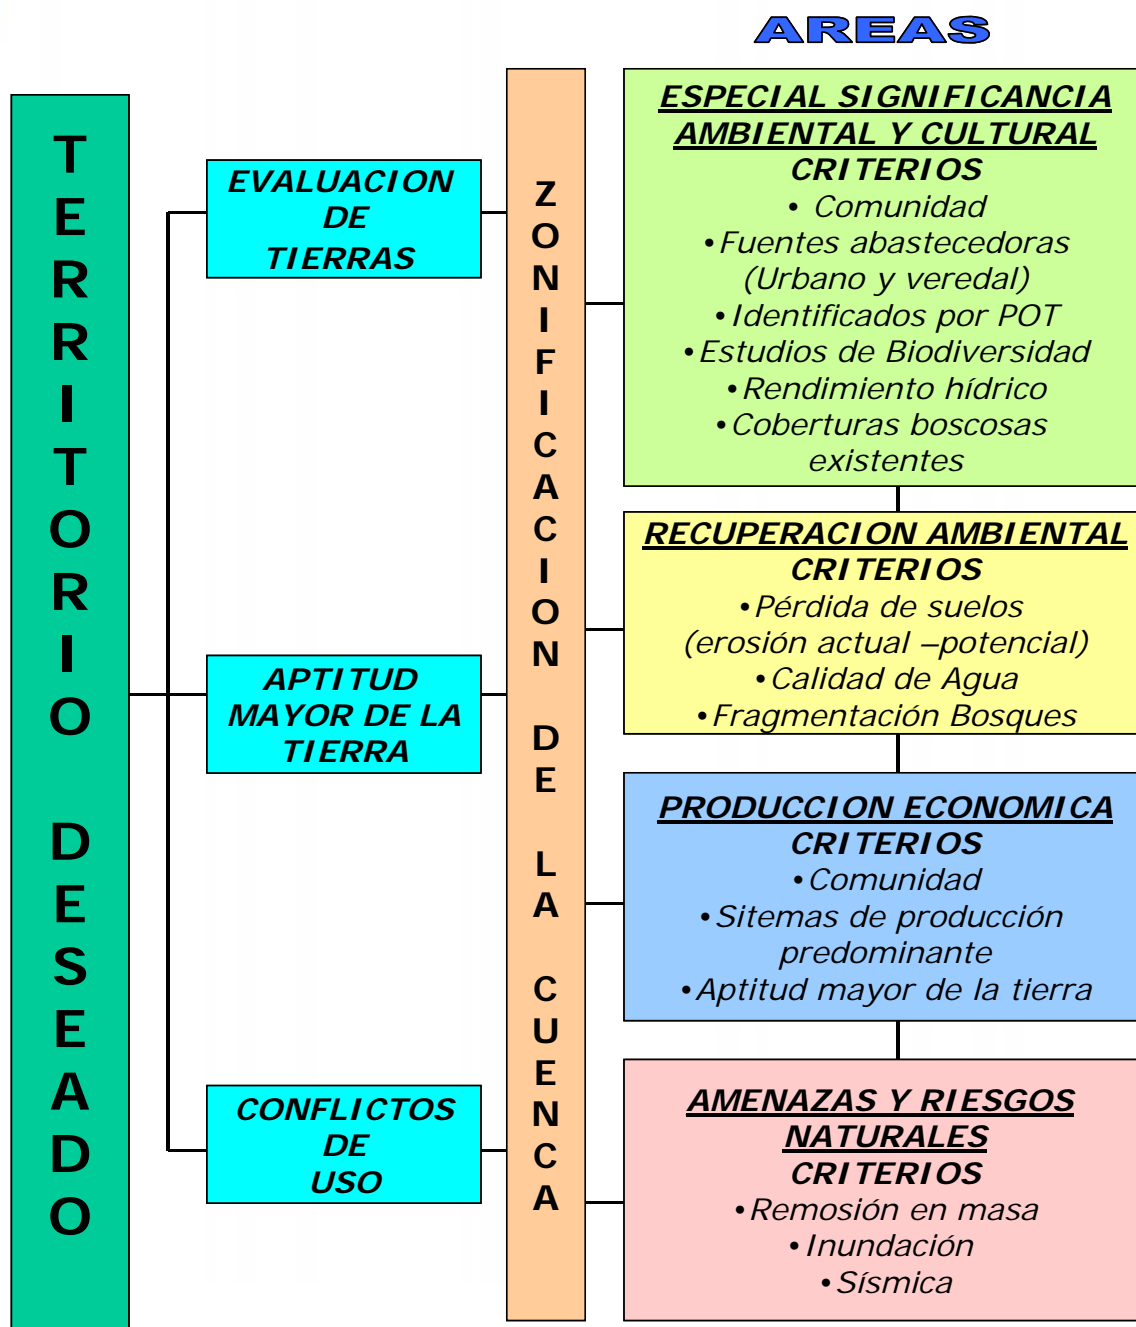 AREAS
TERRITORIO DESEADO
EVALUACION
DE
TIERRAS
APTITUD
MAYOR DE LA
TIERRA
CONFLICTOS
DE
USO
ZONIFICACION DE LA CUENCA
ESPECIAL SIGNIFICANCIA
AMBIENTAL Y CULTURAL
CRITERIOS
• Comunidad
•Fuentes abastecedoras
(Urbano y veredal)
•Identificados por POT
•Estudios de Biodiversidad
•Rendimiento hídrico
•Coberturas boscosas
existentes
RECUPERACION AMBIENTAL
CRITERIOS
•Pérdida de suelos
(erosión actual –potencial)
•Calidad de Agua
•Fragmentación Bosques
PRODUCCION ECONOMICA
CRITERIOS
•Comunidad
•Sitemas de producción
predominante
•Aptitud mayor de la tierra
AMENAZAS Y RIESGOS
NATURALES
CRITERIOS
•Remosión en masa
•Inundación
•Sísmica